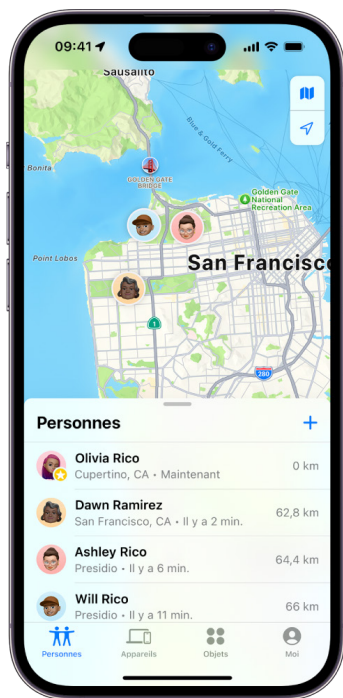 09:41
Sausalito
Blue & Gold Ferry
Bonita
GOLDEN GATE
BRIDGE
Golden Gate
National
Recreation Area
Point Lobos
San Francisco
1
280
Personnes
Olivia Rico
Cupertino, CA • Maintenant
0 km
Dawn Ramirez
San Francisco, CA • Il y a 2 min.
62,8 km
Ashley Rico
Presidio • Il y a 6 min.
64,4 km
Will Rico
Presidio • Il y a 11 min.
66 km
Personnes
Appareils
Objets
Moi